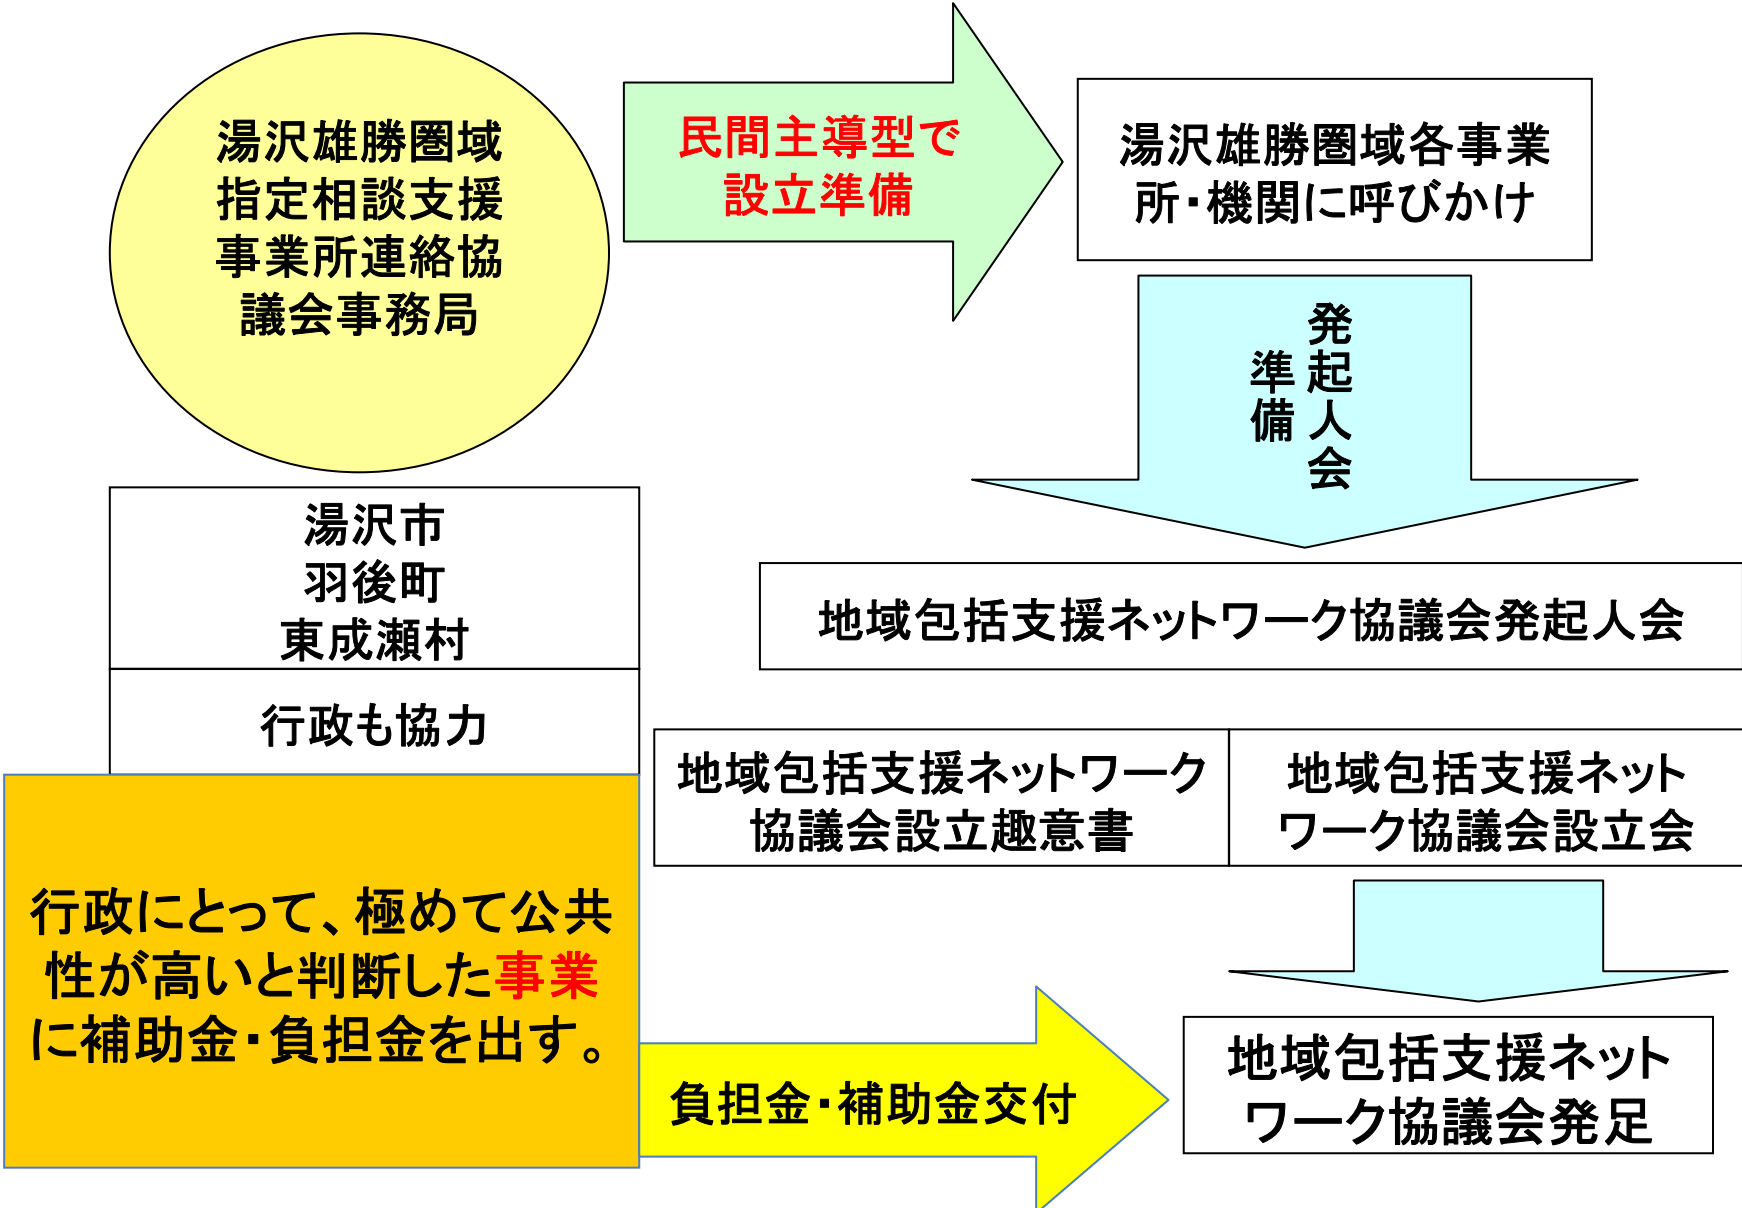 湯沢雄勝圏域
指定相談支援
事業所連絡協
議会事務局
民間主導型で
設立準備
湯沢雄勝圏域各事業
所・機関に呼びかけ
発起人会
準備
湯沢市
羽後町
東成瀬村
行政も協力
地域包括支援ネットワーク協議会発起人会
地域包括支援ネットワーク
協議会設立趣意書
地域包括支援ネット
ワーク協議会設立会
行政にとって、極めて公共
性が高いと判断した事業
に補助金・負担金を出す。
負担金・補助金交付
地域包括支援ネット
ワーク協議会発足